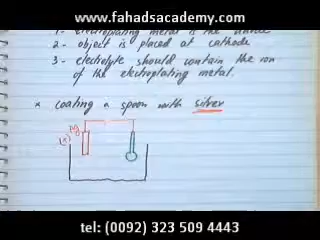 www.fahadsacademy.com
1- electroplating metal is the anode
2- object is placed at cathode
3- electrolyte should contain the ion
of the electroplating metal.
* coating a spoon with silver
(+) Ag
tel: (0092) 323 509 4443